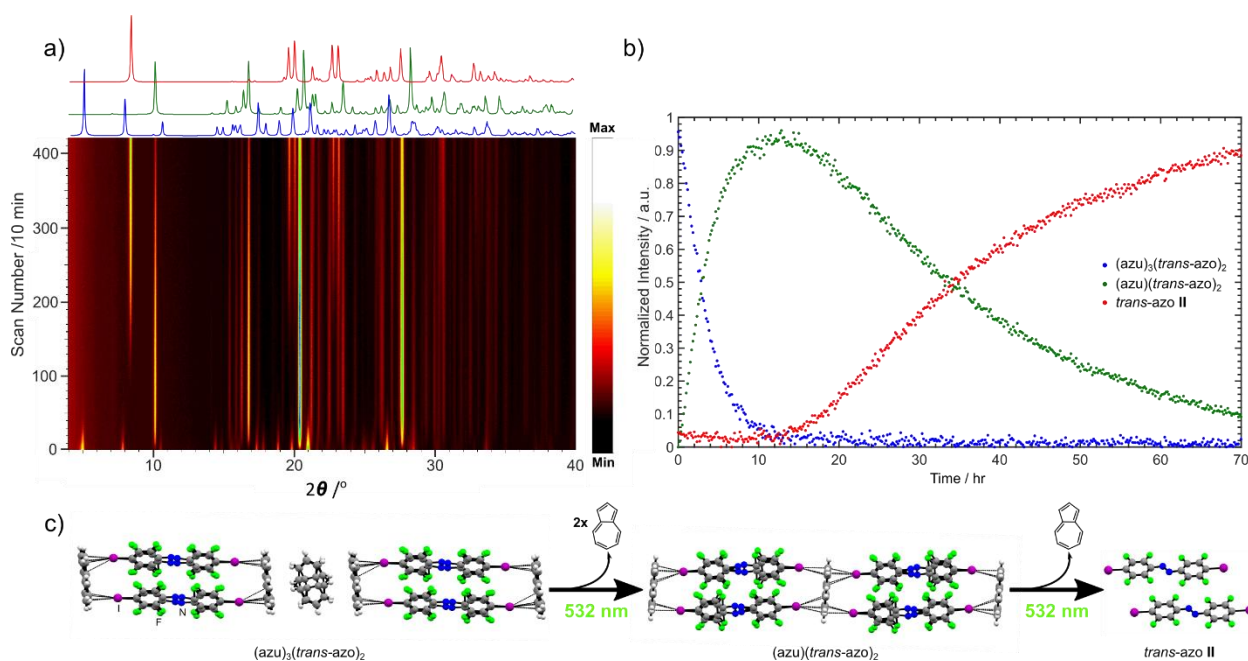 a)
Max
Min
400
300
200
100
0
Scan Number /10 min
10
20
30
40
2θ /°
b)
1
0.9
0.8
0.7
0.6
0.5
0.4
0.3
0.2
0.1
0
Normalized Intensity / a.u.
(azu)3(trans-azo)2
(azu)(trans-azo)2
trans-azo II
0
10
20
30
40
50
60
70
Time / hr
c)
2x
I
F
N
532 nm
532 nm
(azu)3(trans-azo)2
(azu)(trans-azo)2
trans-azo II